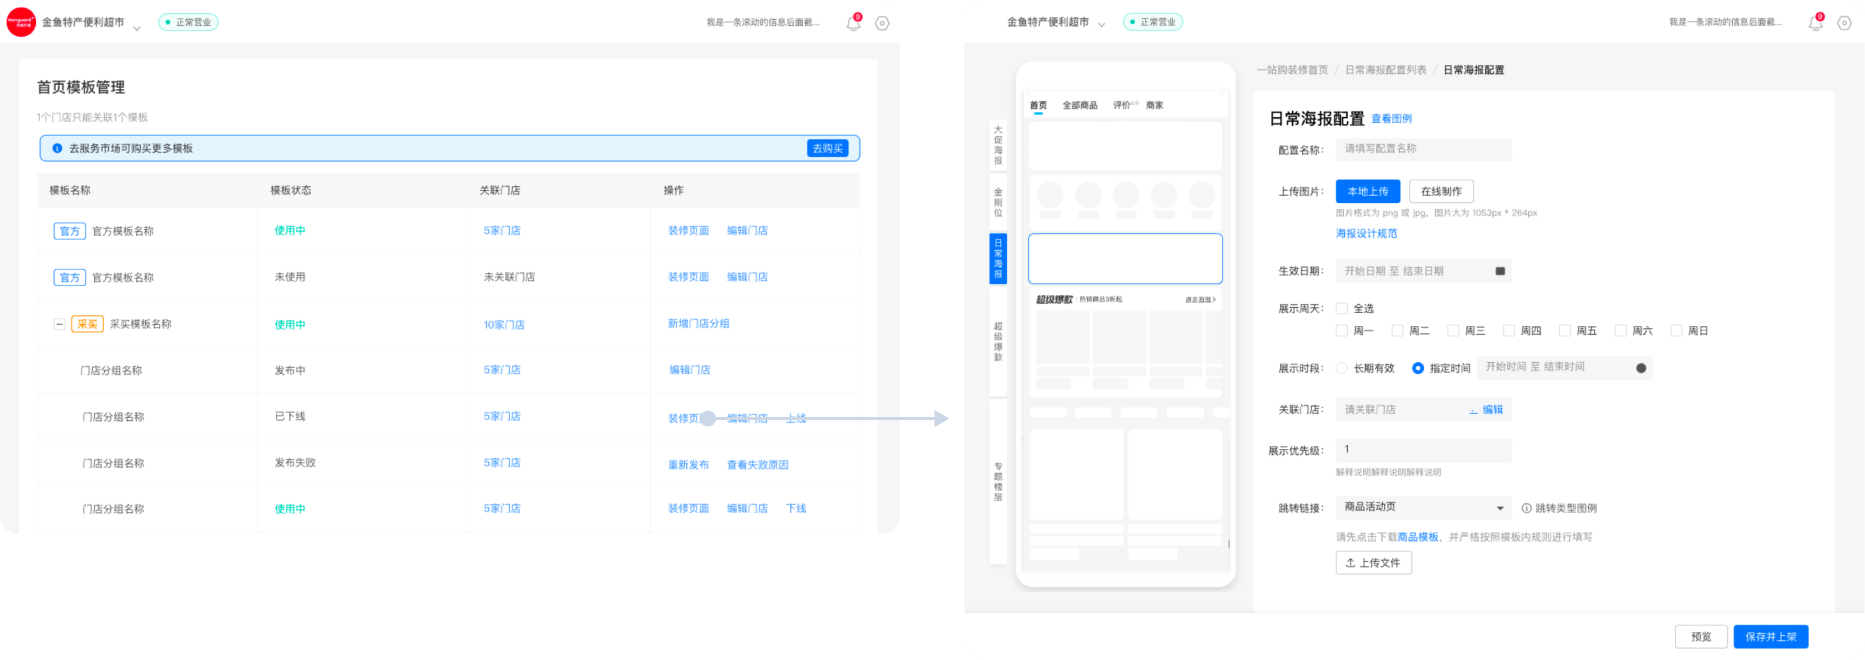 Vanguard
金鱼特产便利超市
正常营业
我是一条滚动的信息后面截...
9
首页模板管理
1个门店只能关联1个模板
去服务市场可购买更多模板
去购买
模板名称 模板状态 关联门店 操作
官方 官方模板名称 使用中 5家门店 装修页面 编辑门店
官方 官方模板名称 未使用 未关联门店 装修页面 编辑门店
采买 采买模板名称 使用中 10家门店 新增门店分组
门店分组名称 发布中 5家门店 编辑门店
门店分组名称 已下线 5家门店 装修页面 编辑门店 上线
门店分组名称 发布失败 5家门店 重新发布 查看失败原因
门店分组名称 使用中 5家门店 装修页面 编辑门店 下线
金鱼特产便利超市
正常营业
我是一条滚动的信息后面截...
9
大促海报
金刚位
日常海报
超级爆款
专题楼层
首页 全部商品 评价 商家
超级爆款 热销商品3折起 进去逛逛
一站购装修首页 / 日常海报配置列表 / 日常海报配置
日常海报配置 查看图例
配置名称: 请填写配置名称
上传图片: 本地上传 在线制作
图片格式为 png 或 jpg，图片大为 1053px * 264px
海报设计规范
生效日期: 开始日期 至 结束日期
展示周天: 全选
周一 周二 周三 周四 周五 周六 周日
展示时段: 长期有效 指定时间 开始时间 至 结束时间
关联门店: 请关联门店 编辑
展示优先级: 1
解释说明解释说明解释说明
跳转链接: 商品活动页 跳转类型图例
请先点击下载商品模板，并严格按照模板内规则进行填写
上传文件
预览 保存并上架